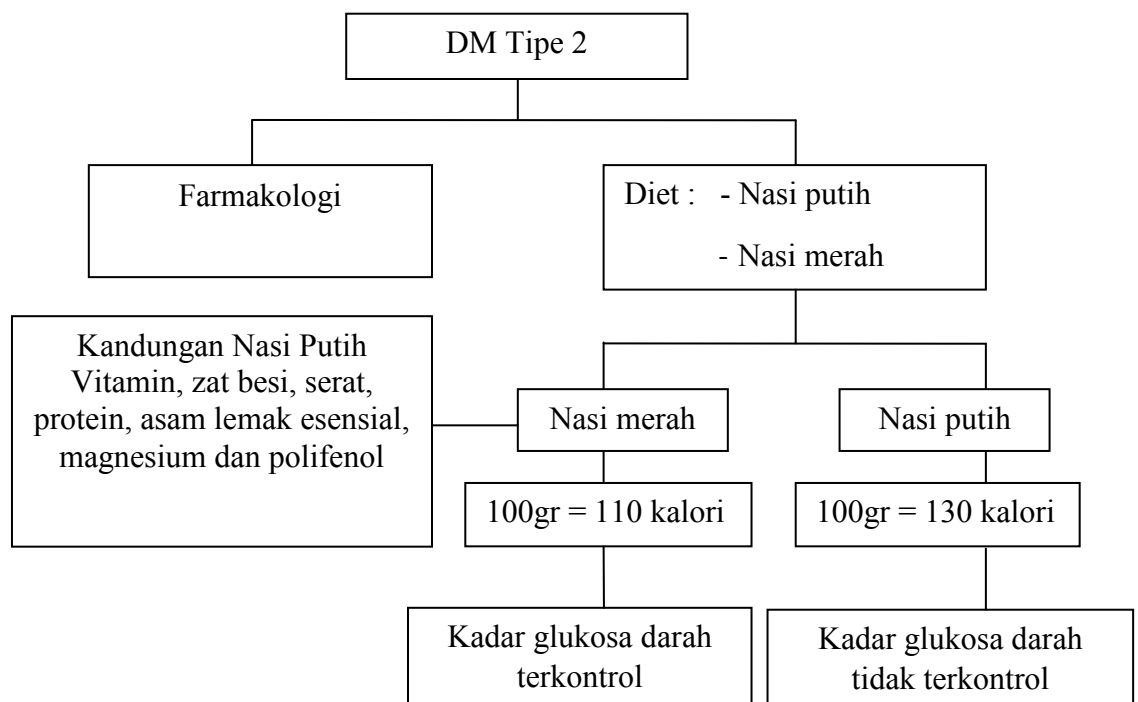 DM Tipe 2
Farmakologi
Diet : - Nasi putih
- Nasi merah
Kandungan Nasi Putih
Vitamin, zat besi, serat,
protein, asam lemak esensial,
magnesium dan polifenol
Nasi merah
Nasi putih
100gr = 110 kalori
100gr = 130 kalori
Kadar glukosa darah
terkontrol
Kadar glukosa darah
tidak terkontrol